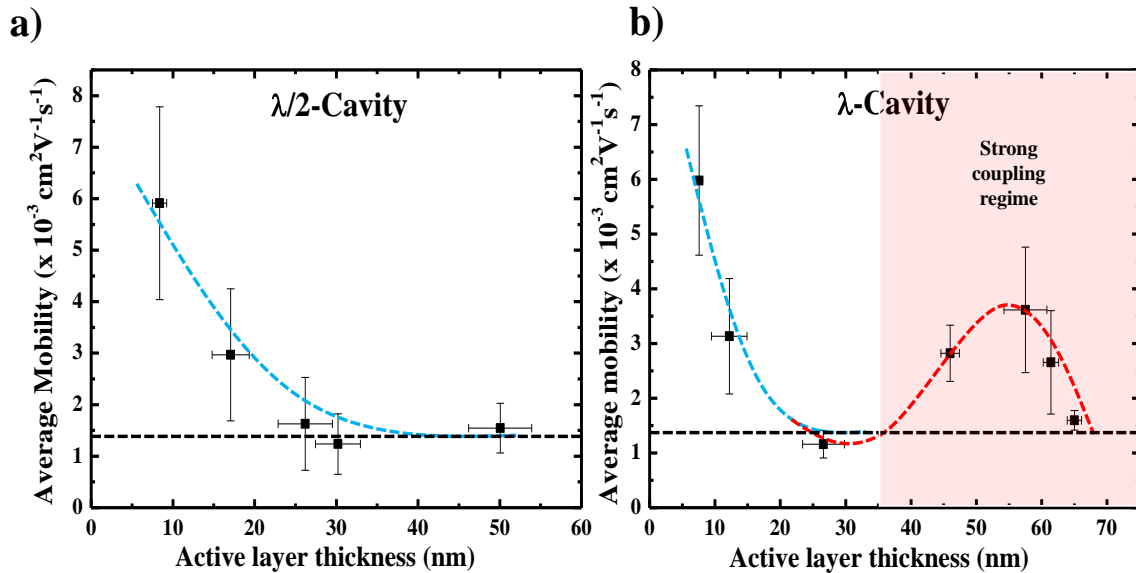 a)
λ/2-Cavity
Average Mobility (x 10⁻³ cm²V⁻¹s⁻¹)
8
7
6
5
4
3
2
1
0
0 10 20 30 40 50 60
Active layer thickness (nm)
b)
λ-Cavity
Strong
coupling
regime
Average mobility (x 10⁻³ cm²V⁻¹s⁻¹)
8
7
6
5
4
3
2
1
0
0 10 20 30 40 50 60 70
Active layer thickness (nm)